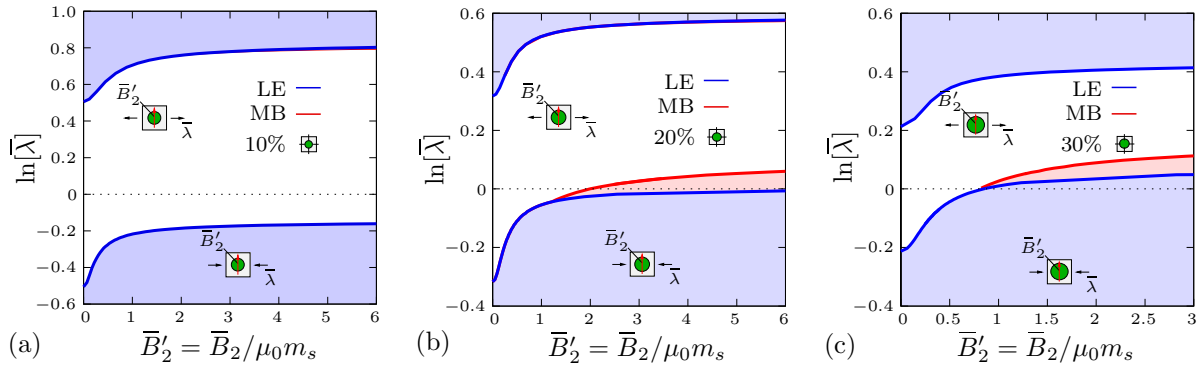 1.0
0.8
0.6
0.4
0.2
0.0
−0.2
−0.4
−0.6
0 1 2 3 4 5 6
ln[λ̅]
LE
MB
10%
B̅′₂
λ̅
B̅′₂
λ̅
(a)
B̅′₂ = B̅₂/μ₀mₛ
0.6
0.4
0.2
0
−0.2
−0.4
0 1 2 3 4 5 6
ln[λ̅]
LE
MB
20%
B̅′₂
λ̅
B̅′₂
λ̅
(b)
B̅′₂ = B̅₂/μ₀mₛ
0.6
0.4
0.2
0
−0.2
−0.4
0 0.5 1 1.5 2 2.5 3
ln[λ̅]
LE
MB
30%
B̅′₂
λ̅
B̅′₂
λ̅
(c)
B̅′₂ = B̅₂/μ₀mₛ